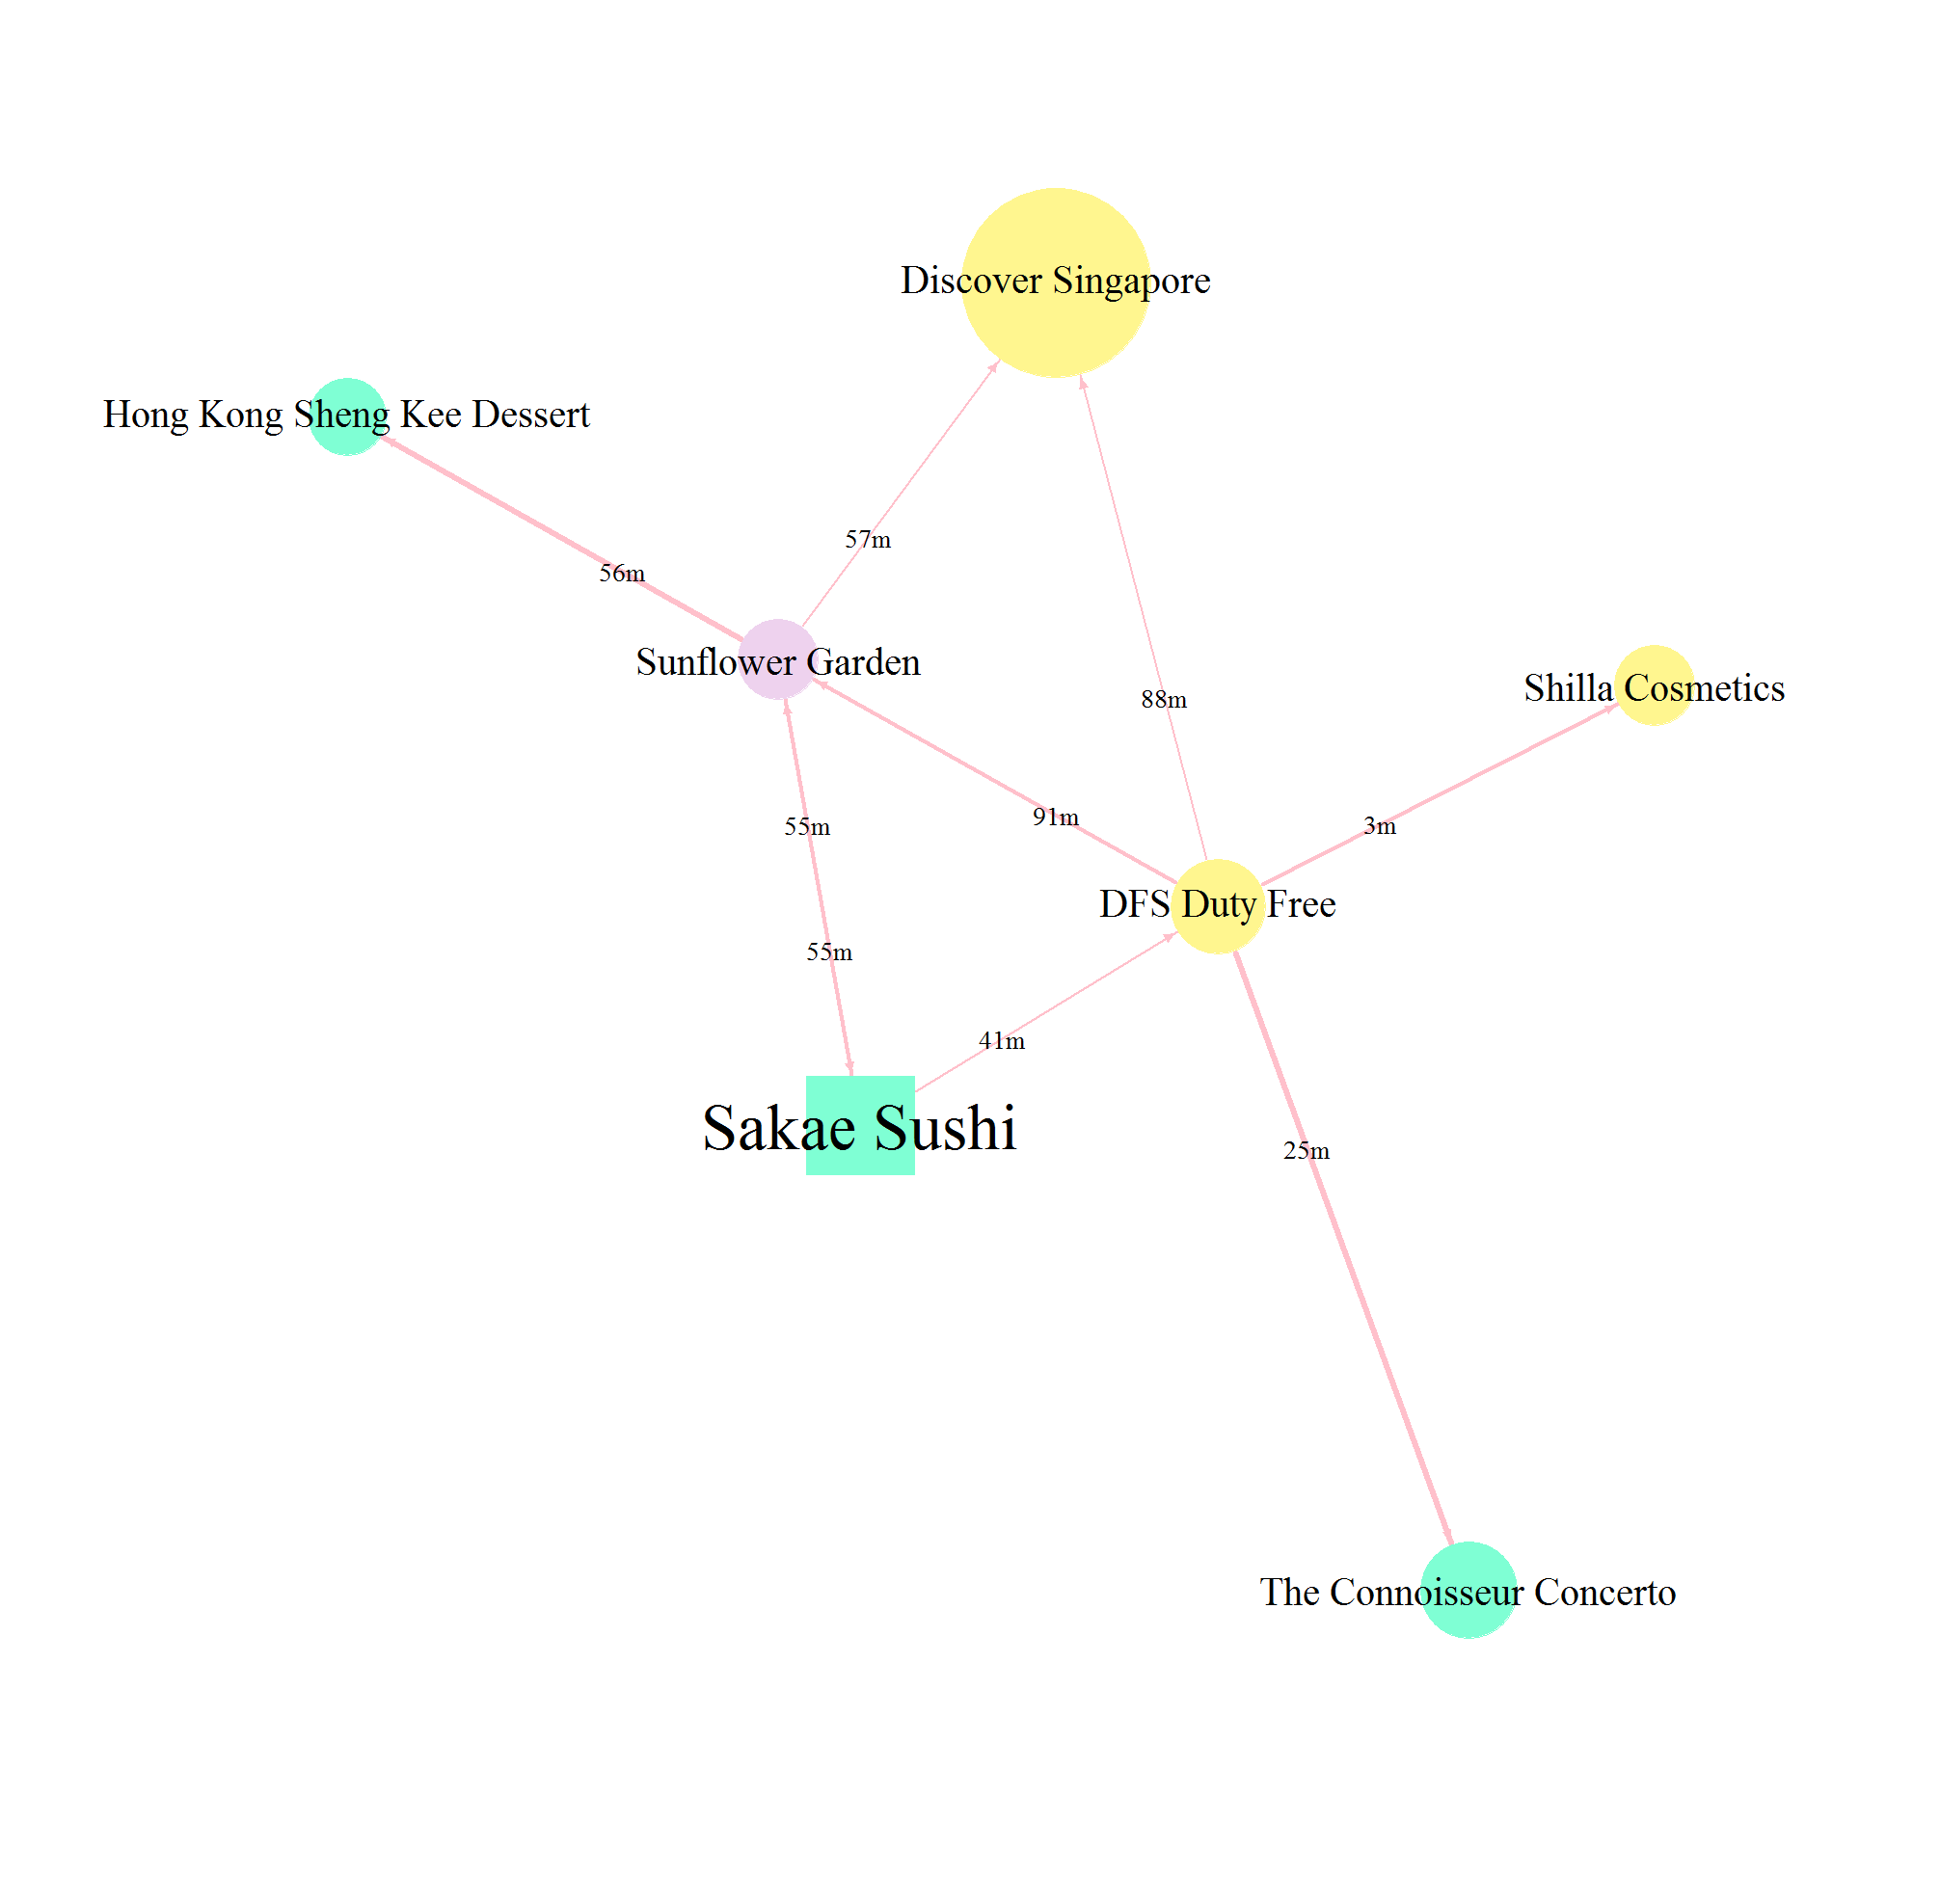 Discover Singapore
Hong Kong Sheng Kee Dessert
57m
56m
Sunflower Garden
Shilla Cosmetics
88m
91m
3m
55m
DFS Duty Free
55m
41m
Sakae Sushi
25m
The Connoisseur Concerto